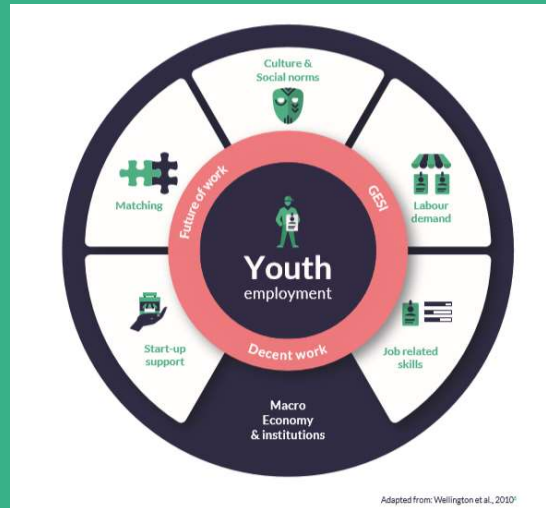 Culture &
Social norms
Matching
Labour
demand
Future of work
GESI
Youth
employment
Start-up
support
Decent work
Job related
skills
Macro
Economy
& institutions
Adapted from: Wellington et al., 2010